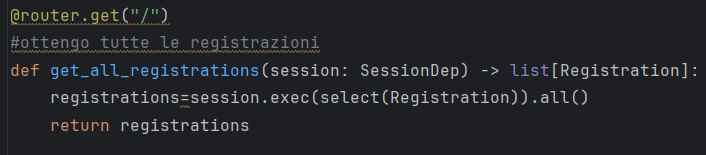 @router.get("/")
#ottengo tutte le registrazioni
def get_all_registrations(session: SessionDep) -> list[Registration]:
    registrations=session.exec(select(Registration)).all()
    return registrations